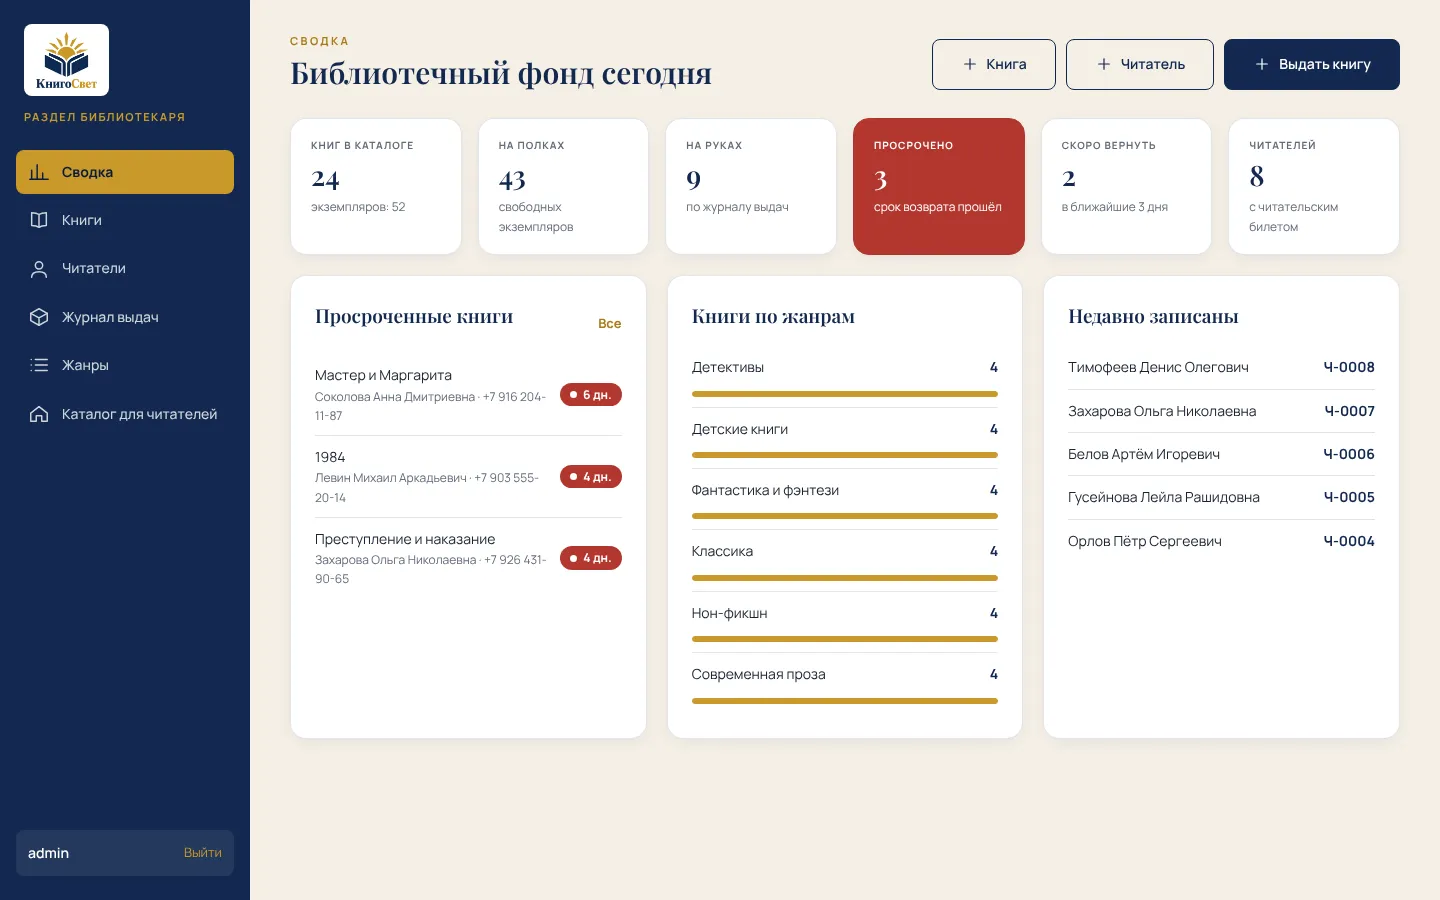 КнигоСвет
РАЗДЕЛ БИБЛИОТЕКАРЯ
Сводка
Книги
Читатели
Журнал выдач
Жанры
Каталог для читателей
admin
Выйти
СВОДКА
Библиотечный фонд сегодня
Книга
Читатель
Выдать книгу
КНИГ В КАТАЛОГЕ
24
экземпляров: 52
НА ПОЛКАХ
43
свободных
экземпляров
НА РУКАХ
9
по журналу выдач
ПРОСРОЧЕНО
3
срок возврата прошёл
СКОРО ВЕРНУТЬ
2
в ближайшие 3 дня
ЧИТАТЕЛЕЙ
8
с читательским
билетом
Просроченные книги
Все
Мастер и Маргарита
Соколова Анна Дмитриевна · +7 916 204-
11-87
6 дн.
1984
Левин Михаил Аркадьевич · +7 903 555-
20-14
4 дн.
Преступление и наказание
Захарова Ольга Николаевна · +7 926 431-
90-65
4 дн.
Книги по жанрам
Детективы 4
Детские книги 4
Фантастика и фэнтези 4
Классика 4
Нон-фикшн 4
Современная проза 4
Недавно записаны
Тимофеев Денис Олегович Ч-0008
Захарова Ольга Николаевна Ч-0007
Белов Артём Игоревич Ч-0006
Гусейнова Лейла Рашидовна Ч-0005
Орлов Пётр Сергеевич Ч-0004